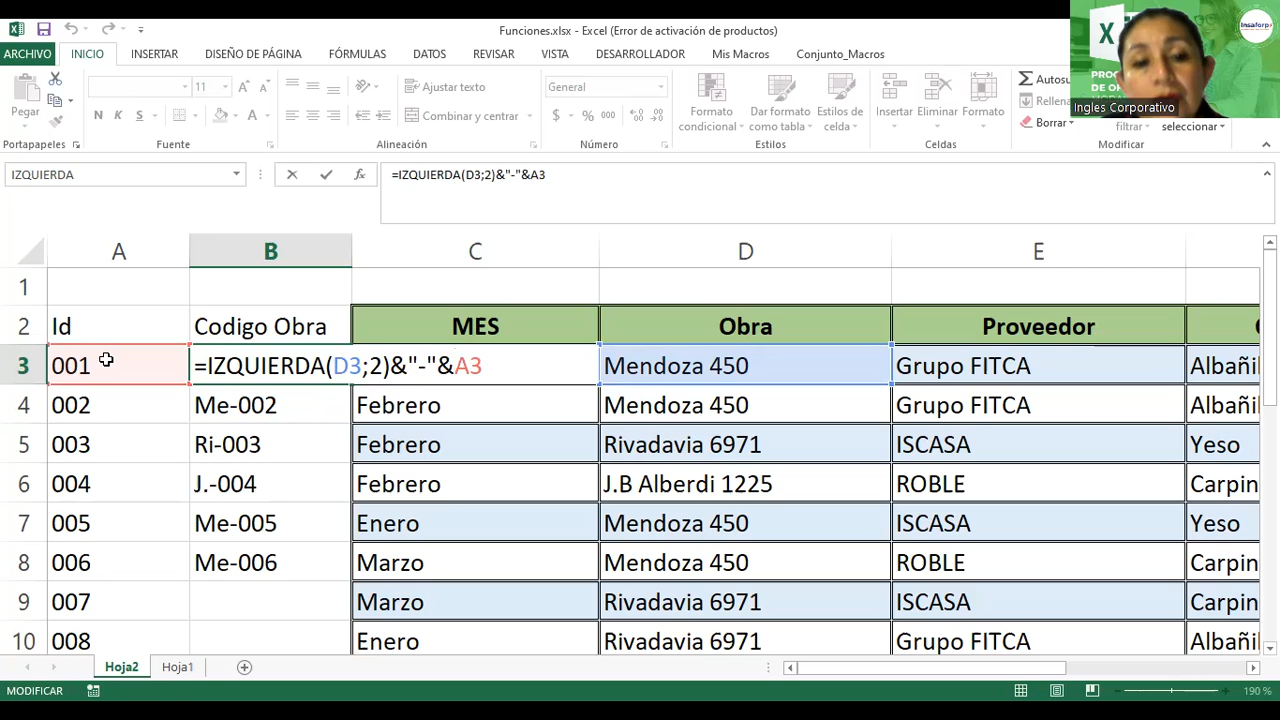 Funciones.xlsx - Excel (Error de activación de productos)
ARCHIVO INICIO INSERTAR DISEÑO DE PÁGINA FÓRMULAS DATOS REVISAR VISTA DESARROLLADOR Mis Macros Conjunto_Macros
Pegar
11
N K S
Ajustar texto
Combinar y centrar
General
$ % 000
Formato condicional
Dar formato como tabla
Estilos de celda
Insertar
Eliminar
Formato
Autosu
Rellena
Borrar
filtrar
seleccionar
Portapapeles Fuente Alineación Número Estilos Celdas Modificar
Insaforp
PROG
DE O
Ingles Corporativo
IZQUIERDA
fx
=IZQUIERDA(D3;2)&"-"&A3
A B C D E
1
2 Id Codigo Obra MES Obra Proveedor
3 001 =IZQUIERDA(D3;2)&"-"&A3 Mendoza 450 Grupo FITCA Albañil
4 002 Me-002 Febrero Mendoza 450 Grupo FITCA Albañil
5 003 Ri-003 Febrero Rivadavia 6971 ISCASA Yeso
6 004 J.-004 Febrero J.B Alberdi 1225 ROBLE Carpin
7 005 Me-005 Enero Mendoza 450 ISCASA Yeso
8 006 Me-006 Marzo Mendoza 450 ROBLE Carpin
9 007 Marzo Rivadavia 6971 ISCASA Carpin
10 008 Enero Rivadavia 6971 Grupo FITCA Albañil
Hoja2 Hoja1
MODIFICAR
190 %